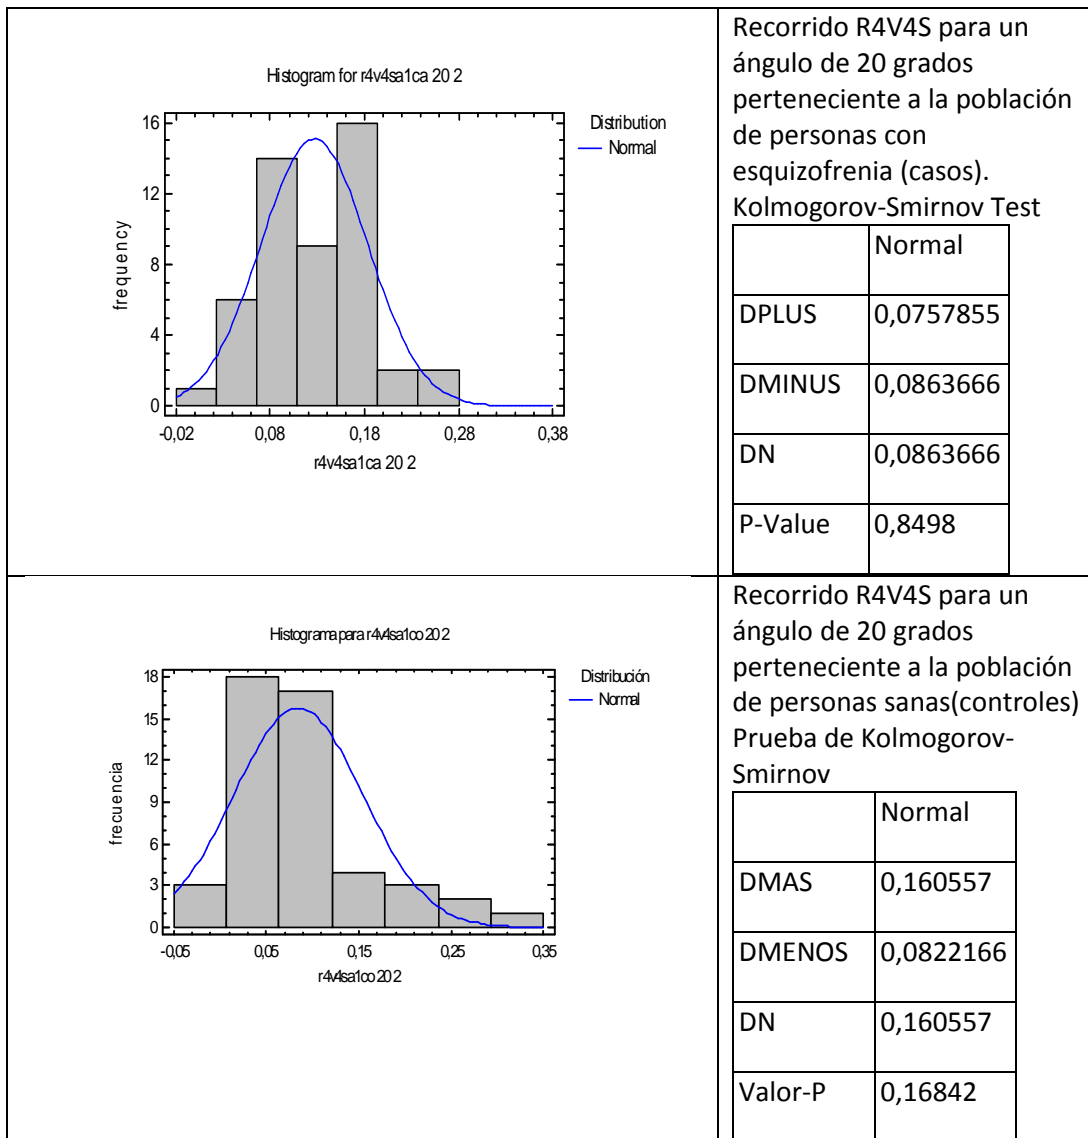 Histogram for r4v4sa1ca 20 2
Distribution
Normal
frequency
16
12
8
4
0
-0,02 0,08 0,18 0,28 0,38
r4v4sa1ca 20 2
Recorrido R4V4S para un
ángulo de 20 grados
perteneciente a la población
de personas con
esquizofrenia (casos).
Kolmogorov-Smirnov Test
Normal
DPLUS 0,0757855
DMINUS 0,0863666
DN 0,0863666
P-Value 0,8498
Histograma para r4v4sa1co 20 2
Distribución
Normal
frecuencia
18
15
12
9
6
3
0
-0,05 0,05 0,15 0,25 0,35
r4v4sa1co 20 2
Recorrido R4V4S para un
ángulo de 20 grados
perteneciente a la población
de personas sanas(controles)
Prueba de Kolmogorov-
Smirnov
Normal
DMAS 0,160557
DMENOS 0,0822166
DN 0,160557
Valor-P 0,16842